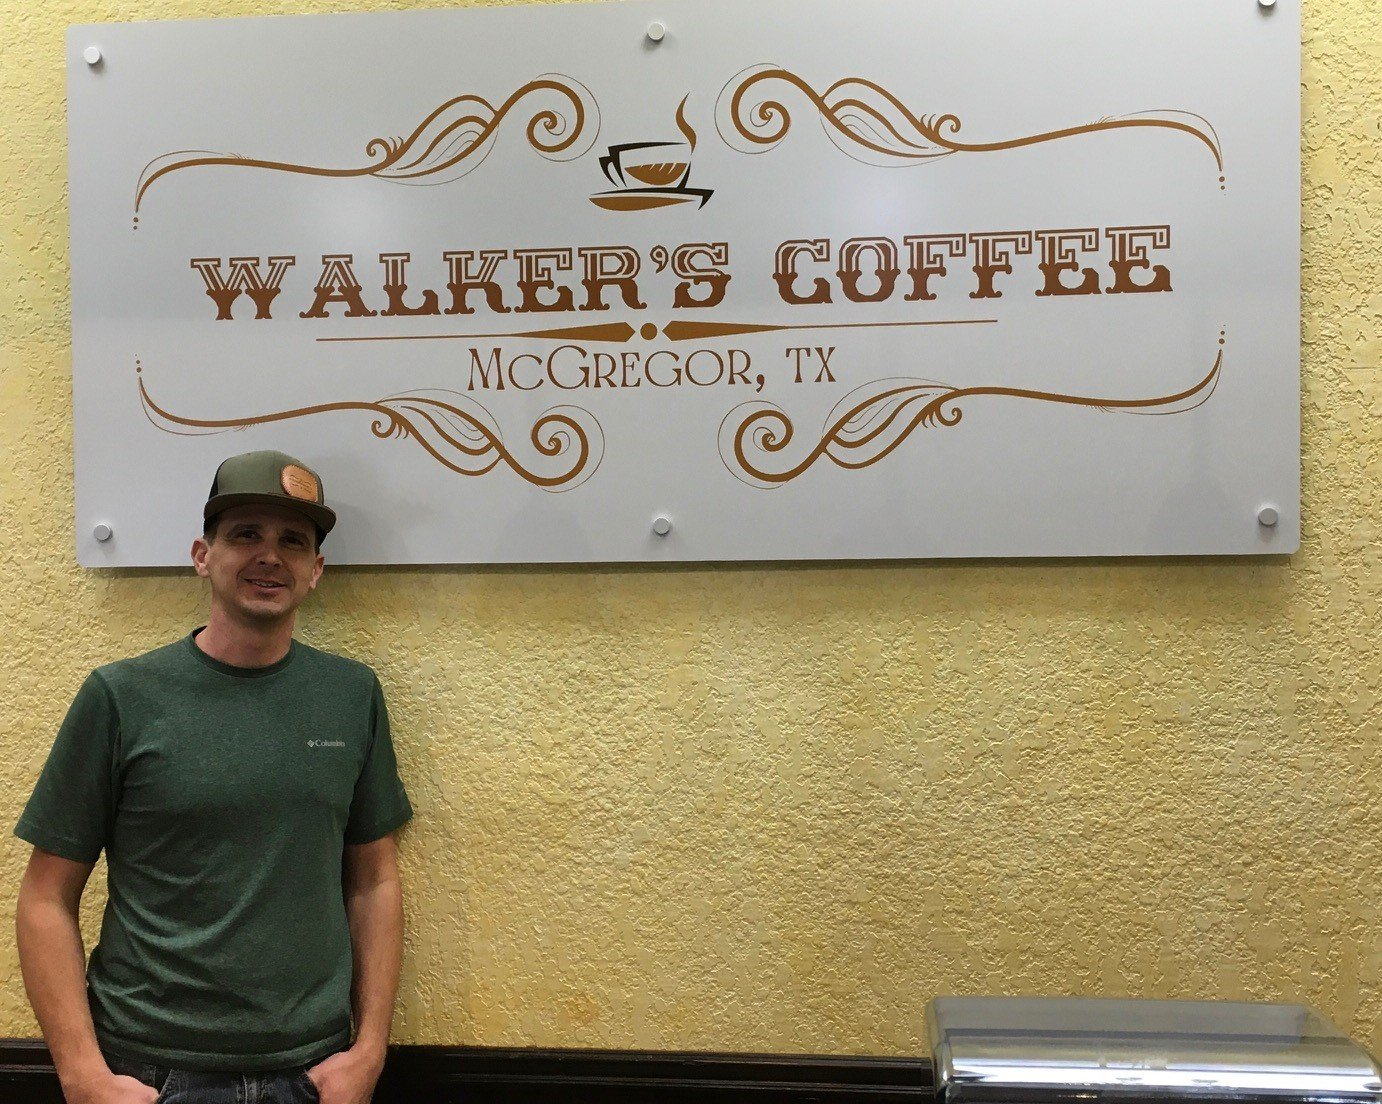 WALKER'S COFFEE
McGREGOR, TX
Columbia